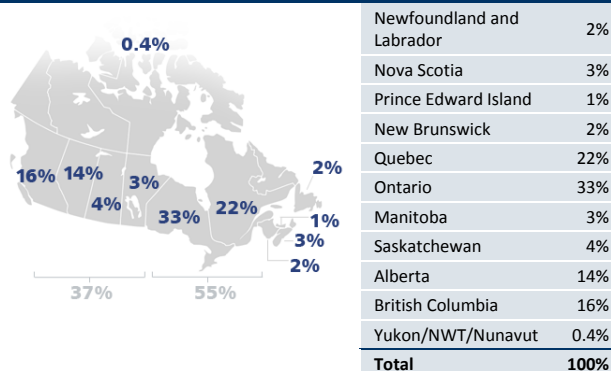 0.4%
16%
14%
4%
3%
33%
22%
2%
1%
3%
2%
37%
55%
Newfoundland and
Labrador 2%
Nova Scotia 3%
Prince Edward Island 1%
New Brunswick 2%
Quebec 22%
Ontario 33%
Manitoba 3%
Saskatchewan 4%
Alberta 14%
British Columbia 16%
Yukon/NWT/Nunavut 0.4%
Total 100%